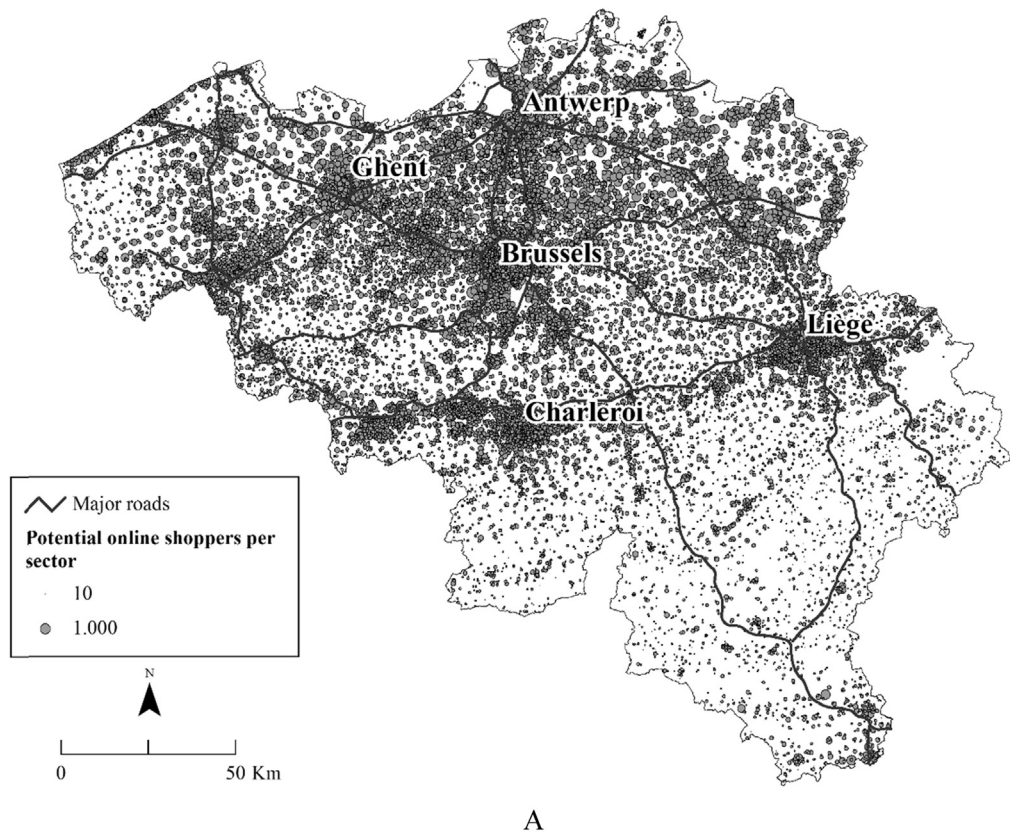 Antwerp
Ghent
Brussels
Liege
Charleroi
Major roads
Potential online shoppers per
sector
10
1.000
N
0 50 Km
A